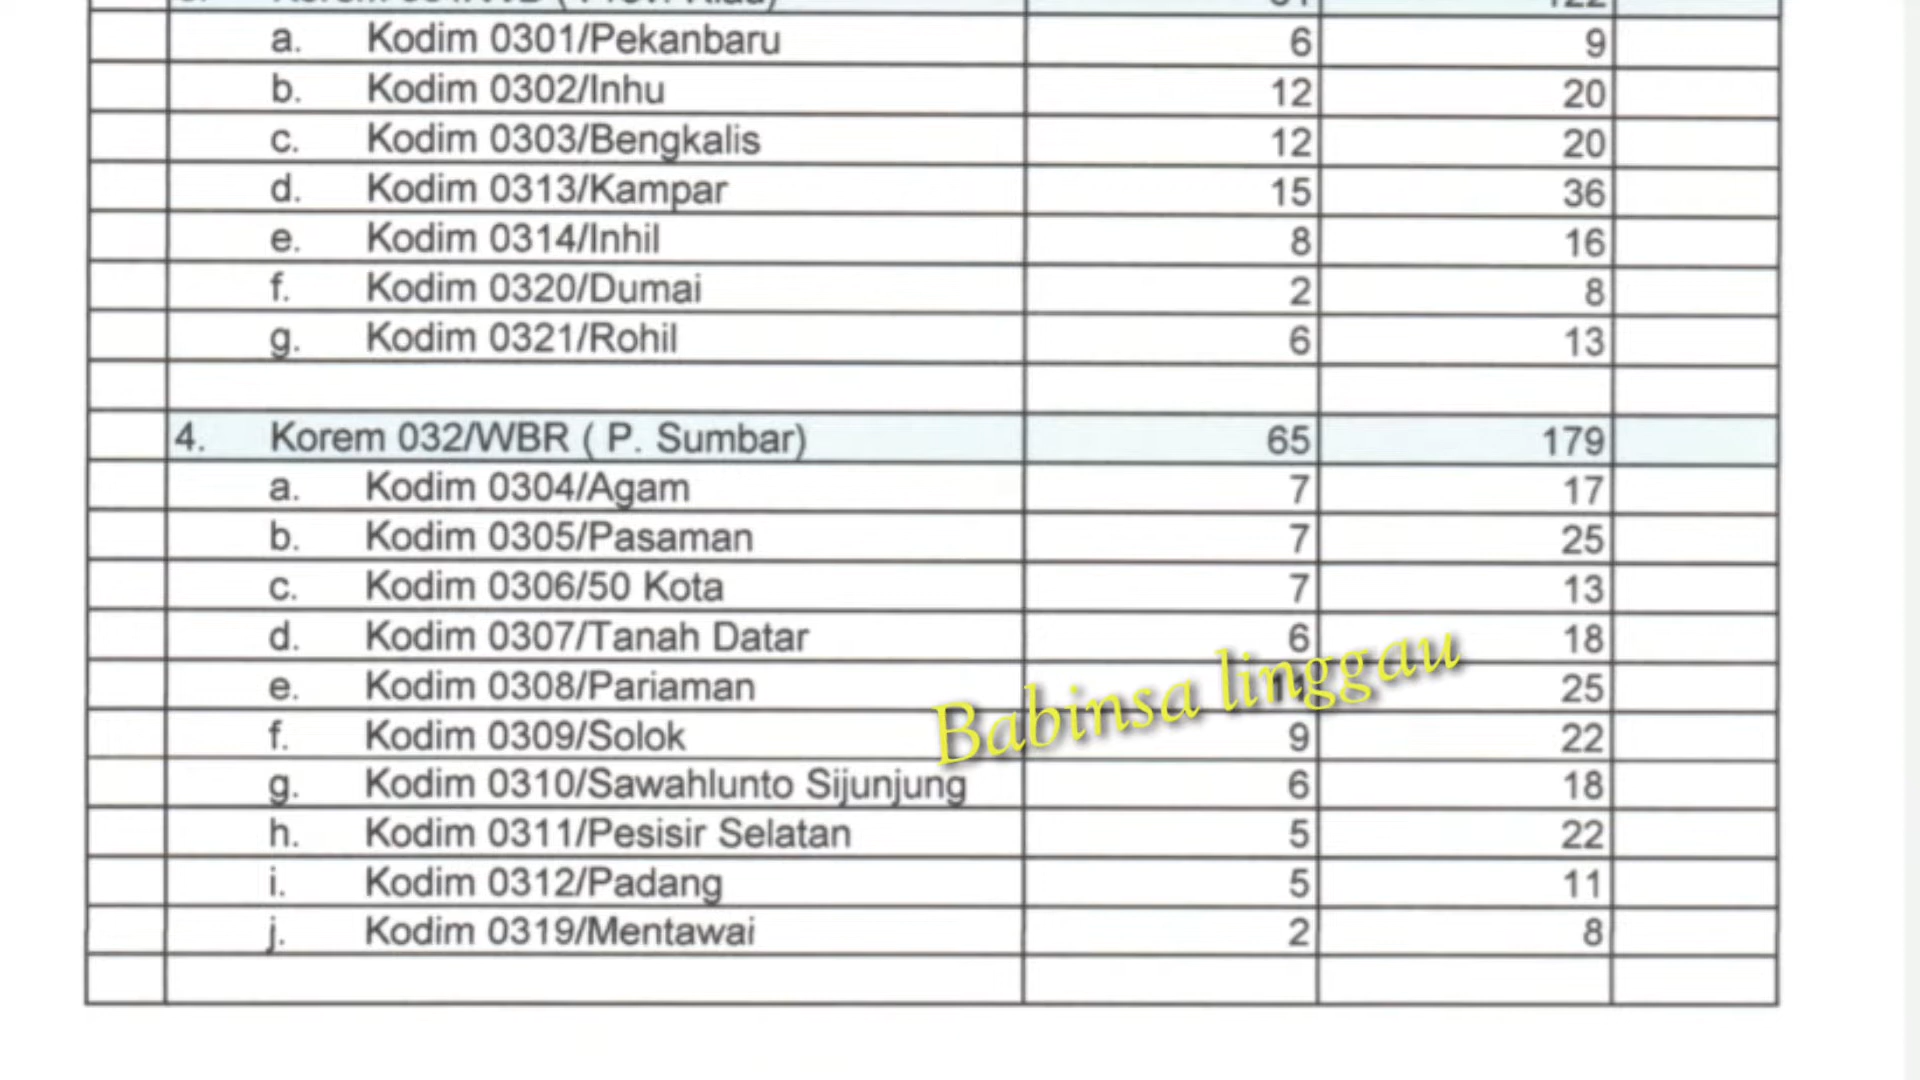 a. Kodim 0301/Pekanbaru 6 9
b. Kodim 0302/Inhu 12 20
c. Kodim 0303/Bengkalis 12 20
d. Kodim 0313/Kampar 15 36
e. Kodim 0314/Inhil 8 16
f. Kodim 0320/Dumai 2 8
g. Kodim 0321/Rohil 6 13
4. Korem 032/WBR ( P. Sumbar) 65 179
a. Kodim 0304/Agam 7 17
b. Kodim 0305/Pasaman 7 25
c. Kodim 0306/50 Kota 7 13
d. Kodim 0307/Tanah Datar 6 18
e. Kodim 0308/Pariaman 25
Babinsa linggau
f. Kodim 0309/Solok 9 22
g. Kodim 0310/Sawahlunto Sijunjung 6 18
h. Kodim 0311/Pesisir Selatan 5 22
i. Kodim 0312/Padang 5 11
j. Kodim 0319/Mentawai 2 8